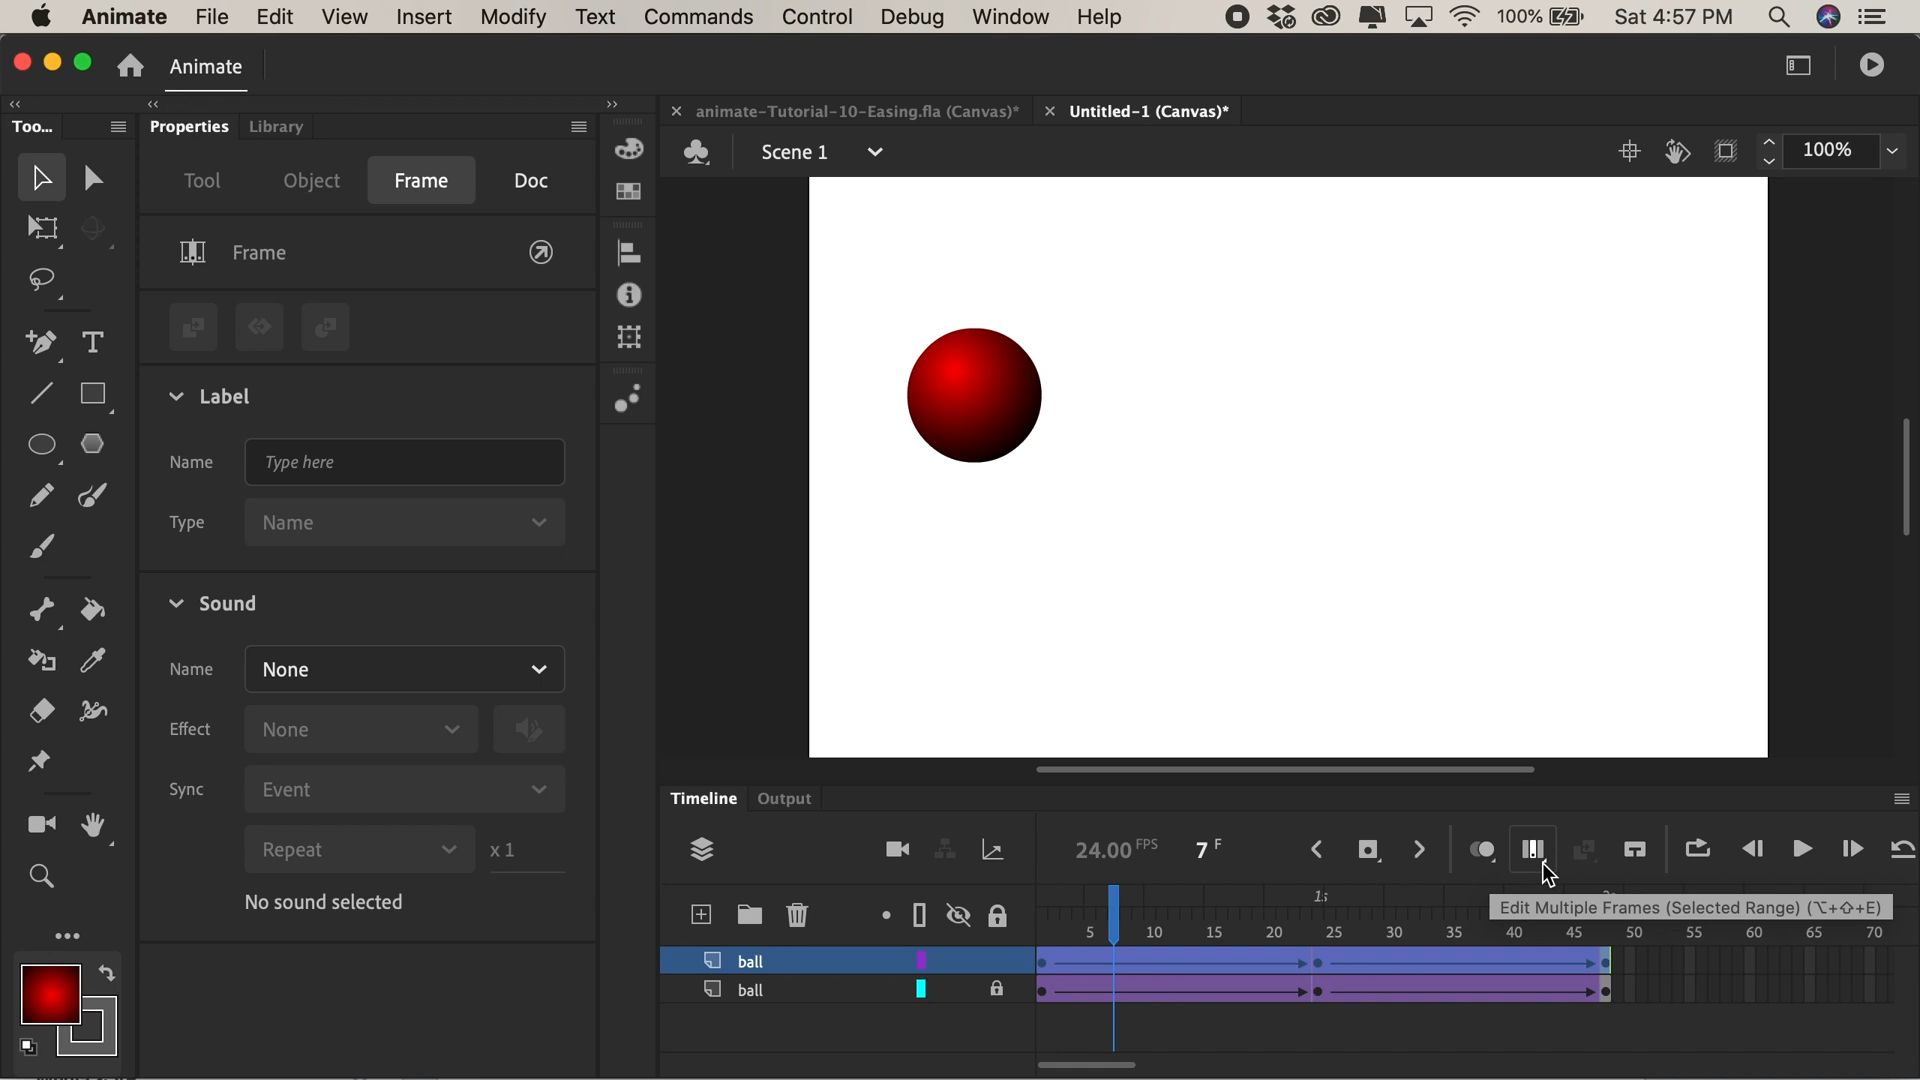 Animate File Edit View Insert Modify Text Commands Control Debug Window Help 100% Sat 4:57 PM
Animate
Too... Properties Library
animate-Tutorial-10-Easing.fla (Canvas)* Untitled-1 (Canvas)*
Scene 1 100%
Tool Object Frame Doc
Frame
Label
Name Type here
Type Name
Sound
Name None
Effect None
Sync Event
Repeat x 1
No sound selected
Timeline Output
24.00 FPS 7 F
1s
Edit Multiple Frames (Selected Range) (⌥+⇧+E)
5 10 15 20 25 30 35 40 45 50 55 60 65 70
ball
ball